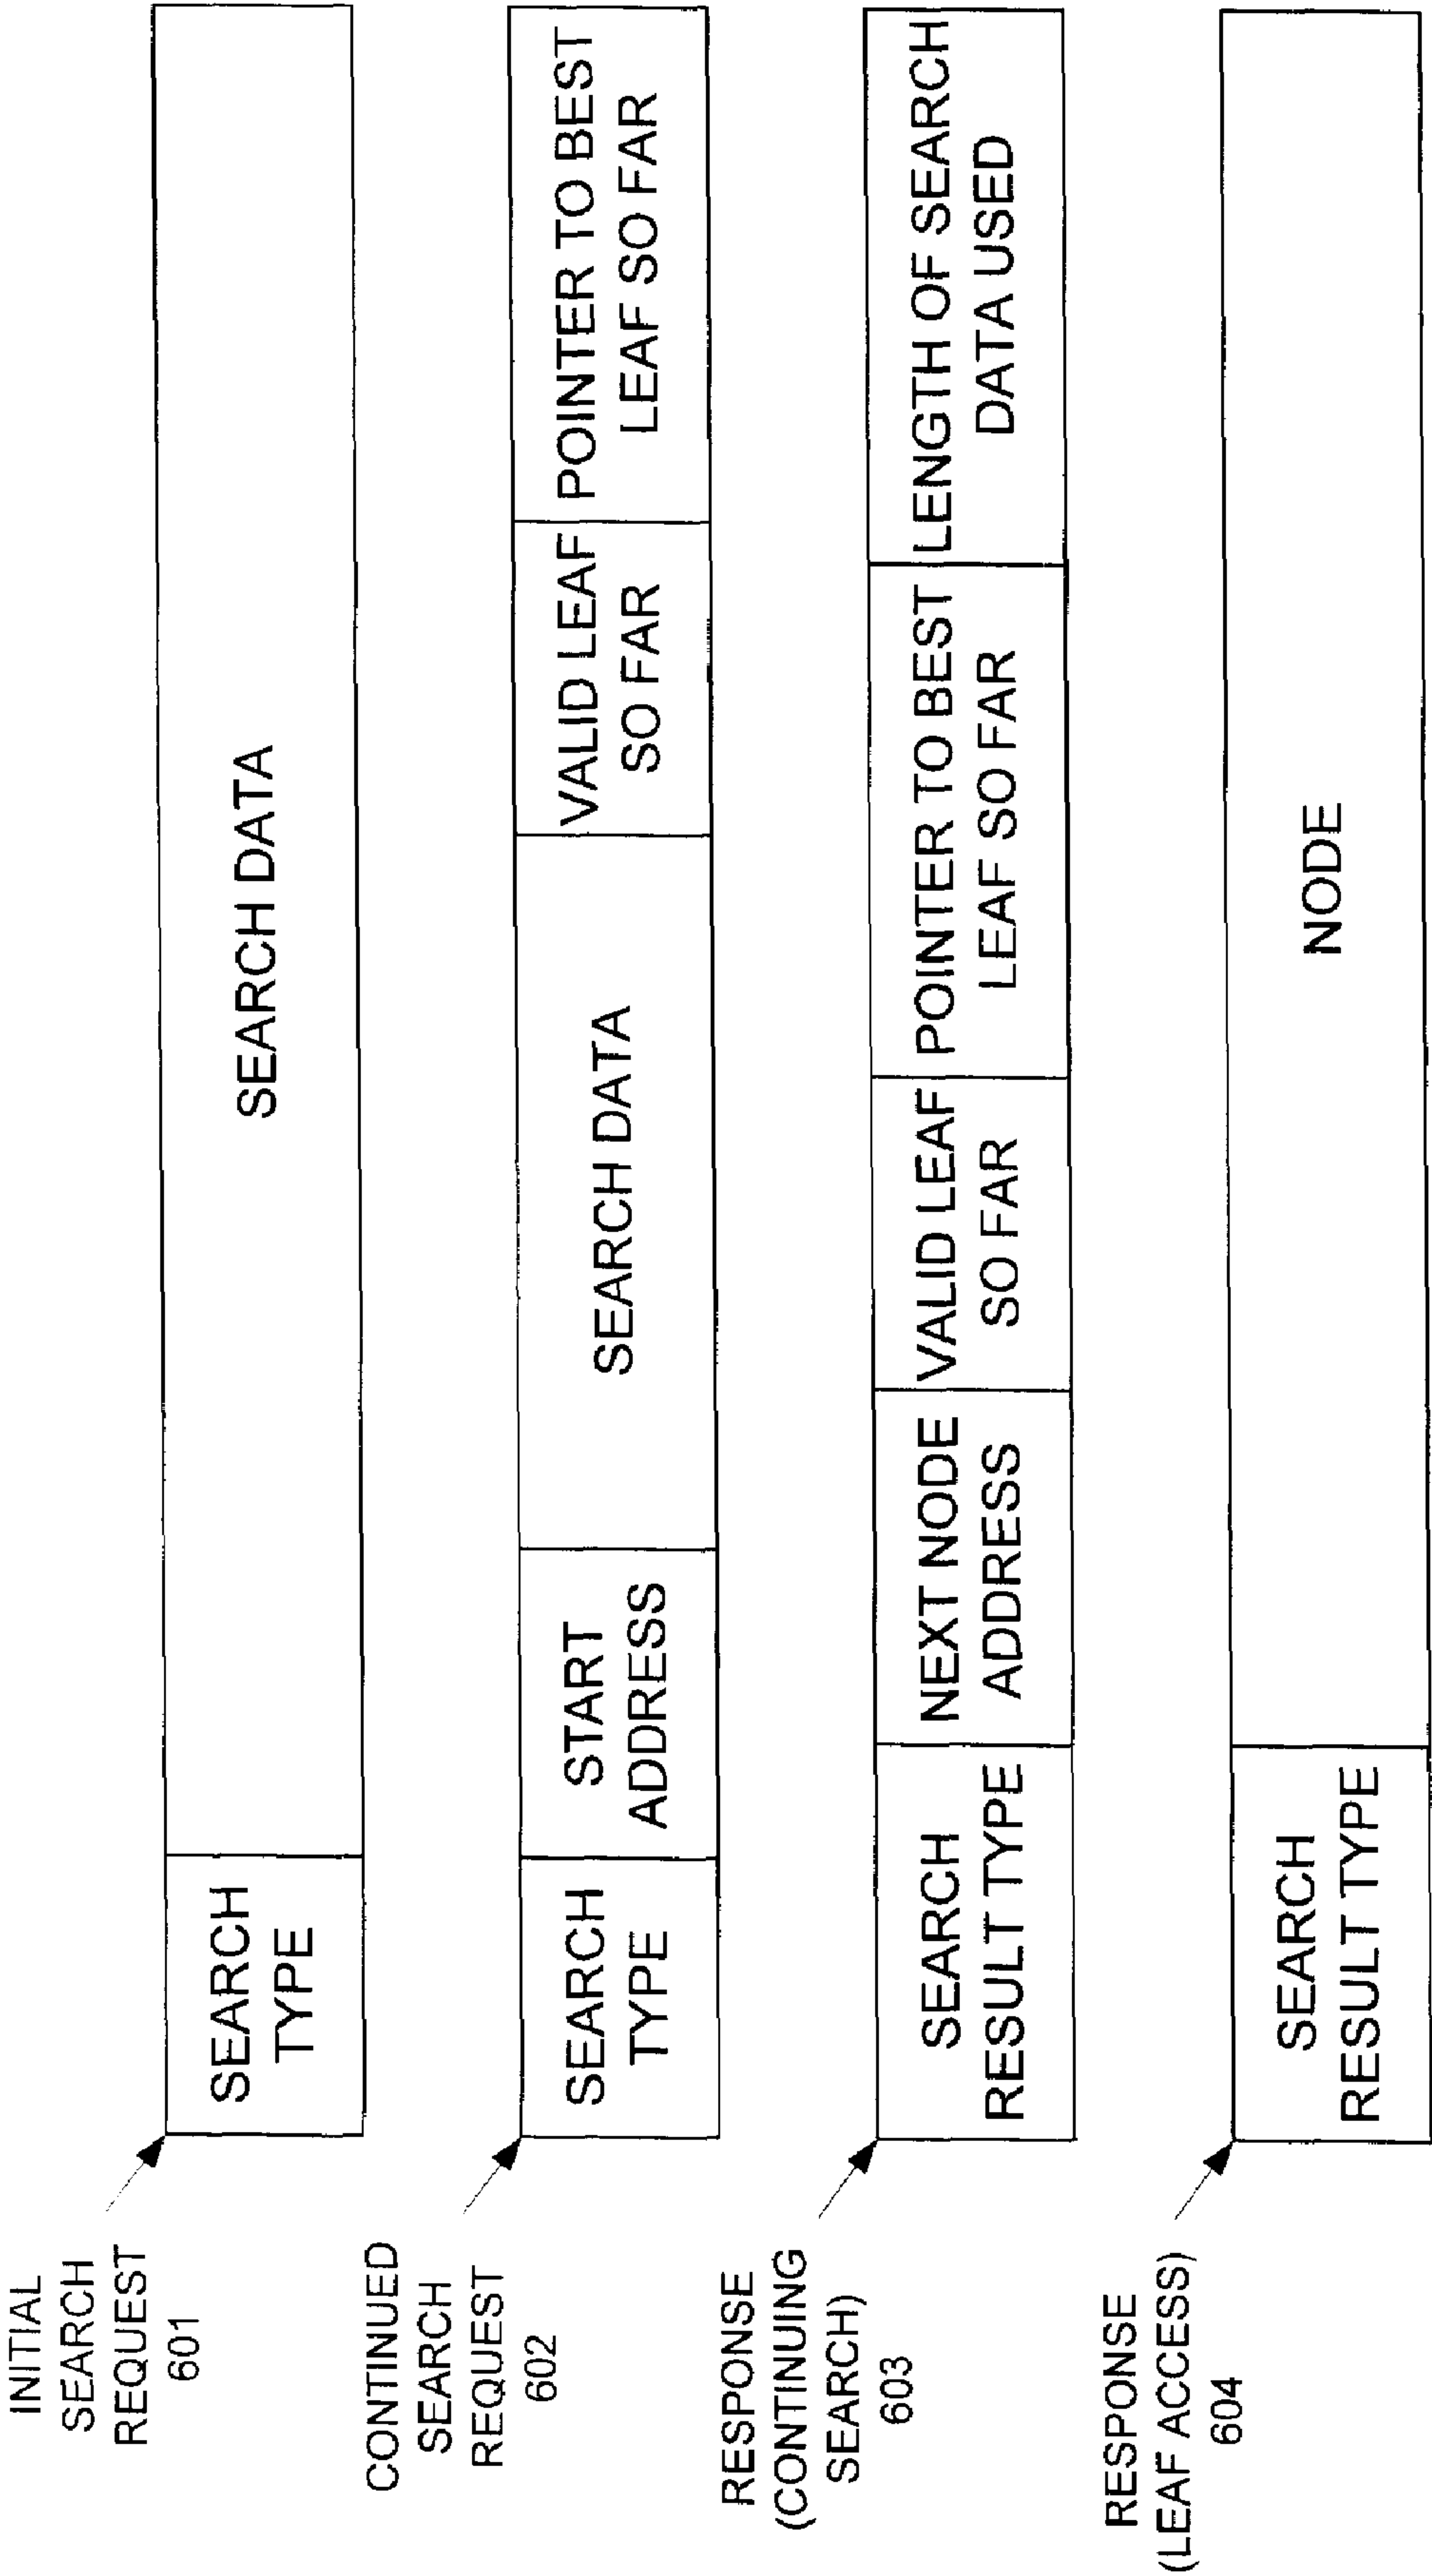 INITIAL
SEARCH
REQUEST
601
SEARCH
TYPE
SEARCH DATA
CONTINUED
SEARCH
REQUEST
602
SEARCH
TYPE
START
ADDRESS
SEARCH DATA
VALID LEAF
SO FAR
POINTER TO BEST
LEAF SO FAR
RESPONSE
(CONTINUING
SEARCH)
603
SEARCH
RESULT TYPE
NEXT NODE
ADDRESS
VALID LEAF
SO FAR
POINTER TO BEST
LEAF SO FAR
LENGTH OF SEARCH
DATA USED
RESPONSE
(LEAF ACCESS)
604
SEARCH
RESULT TYPE
NODE